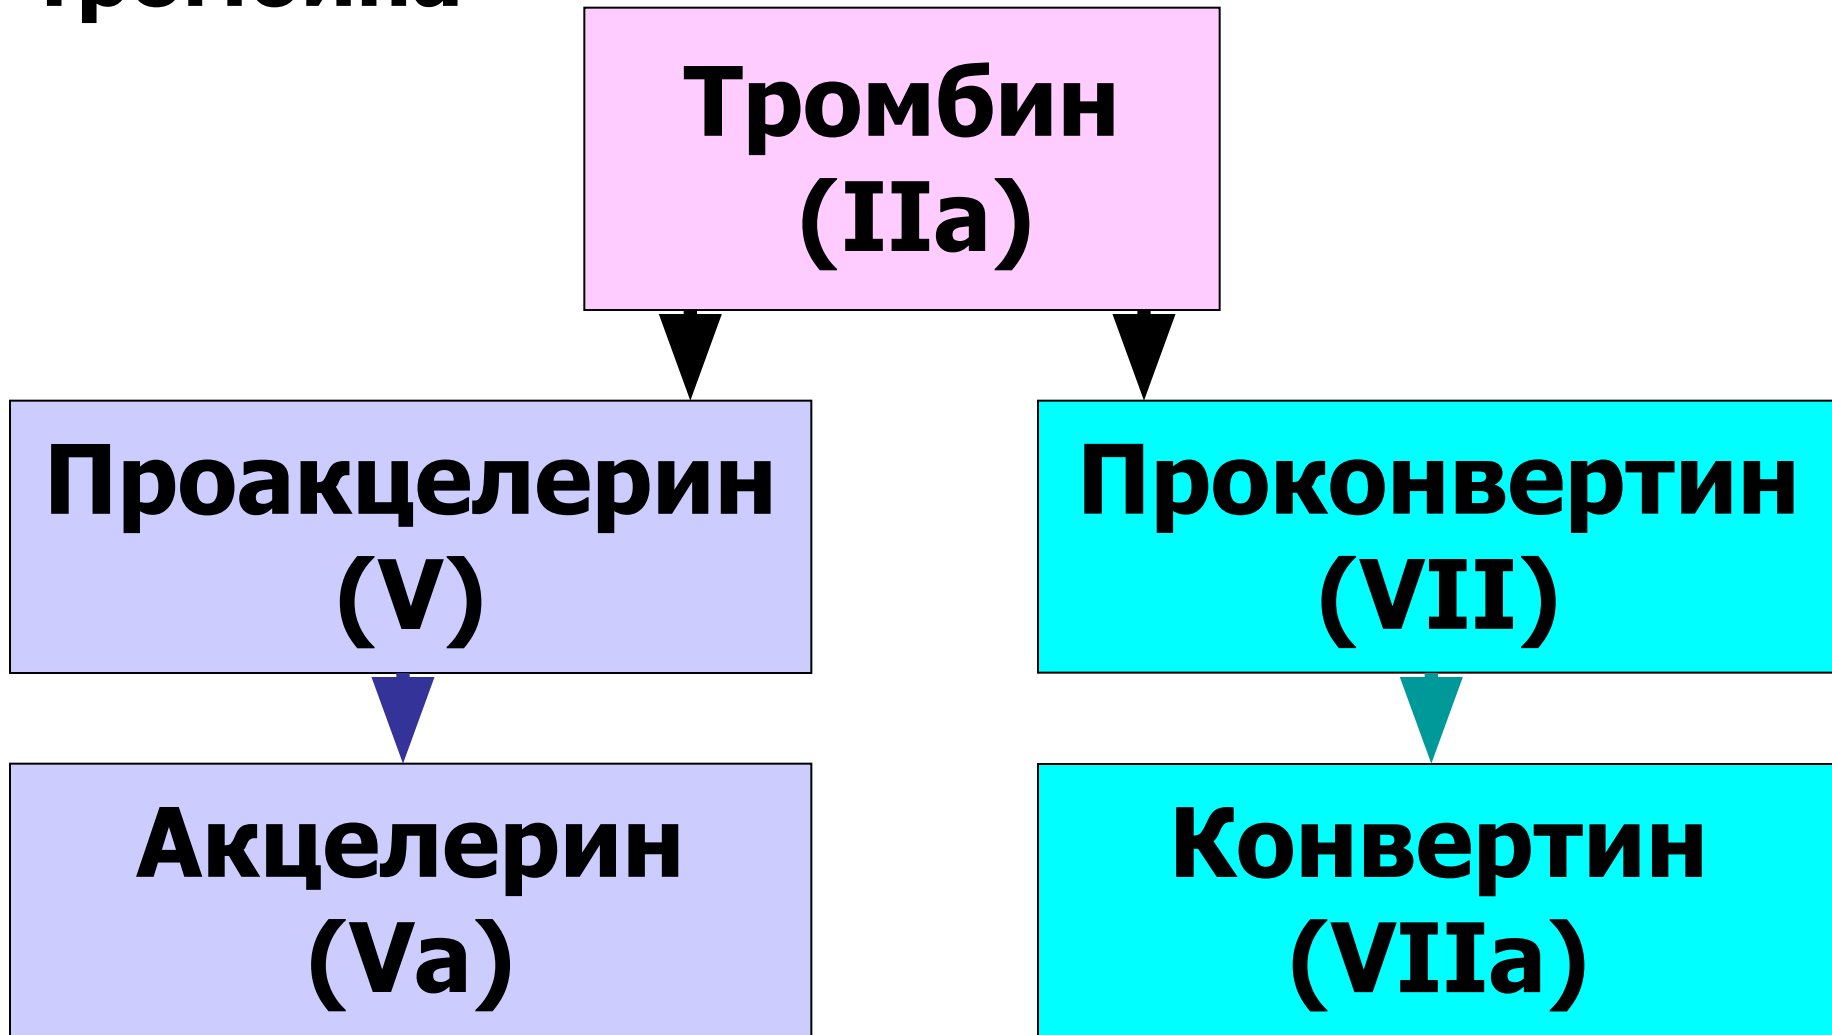 Тромбин
(IIa)
Проакцелерин
(V)
Проконвертин
(VII)
Акцелерин
(Va)
Конвертин
(VIIa)